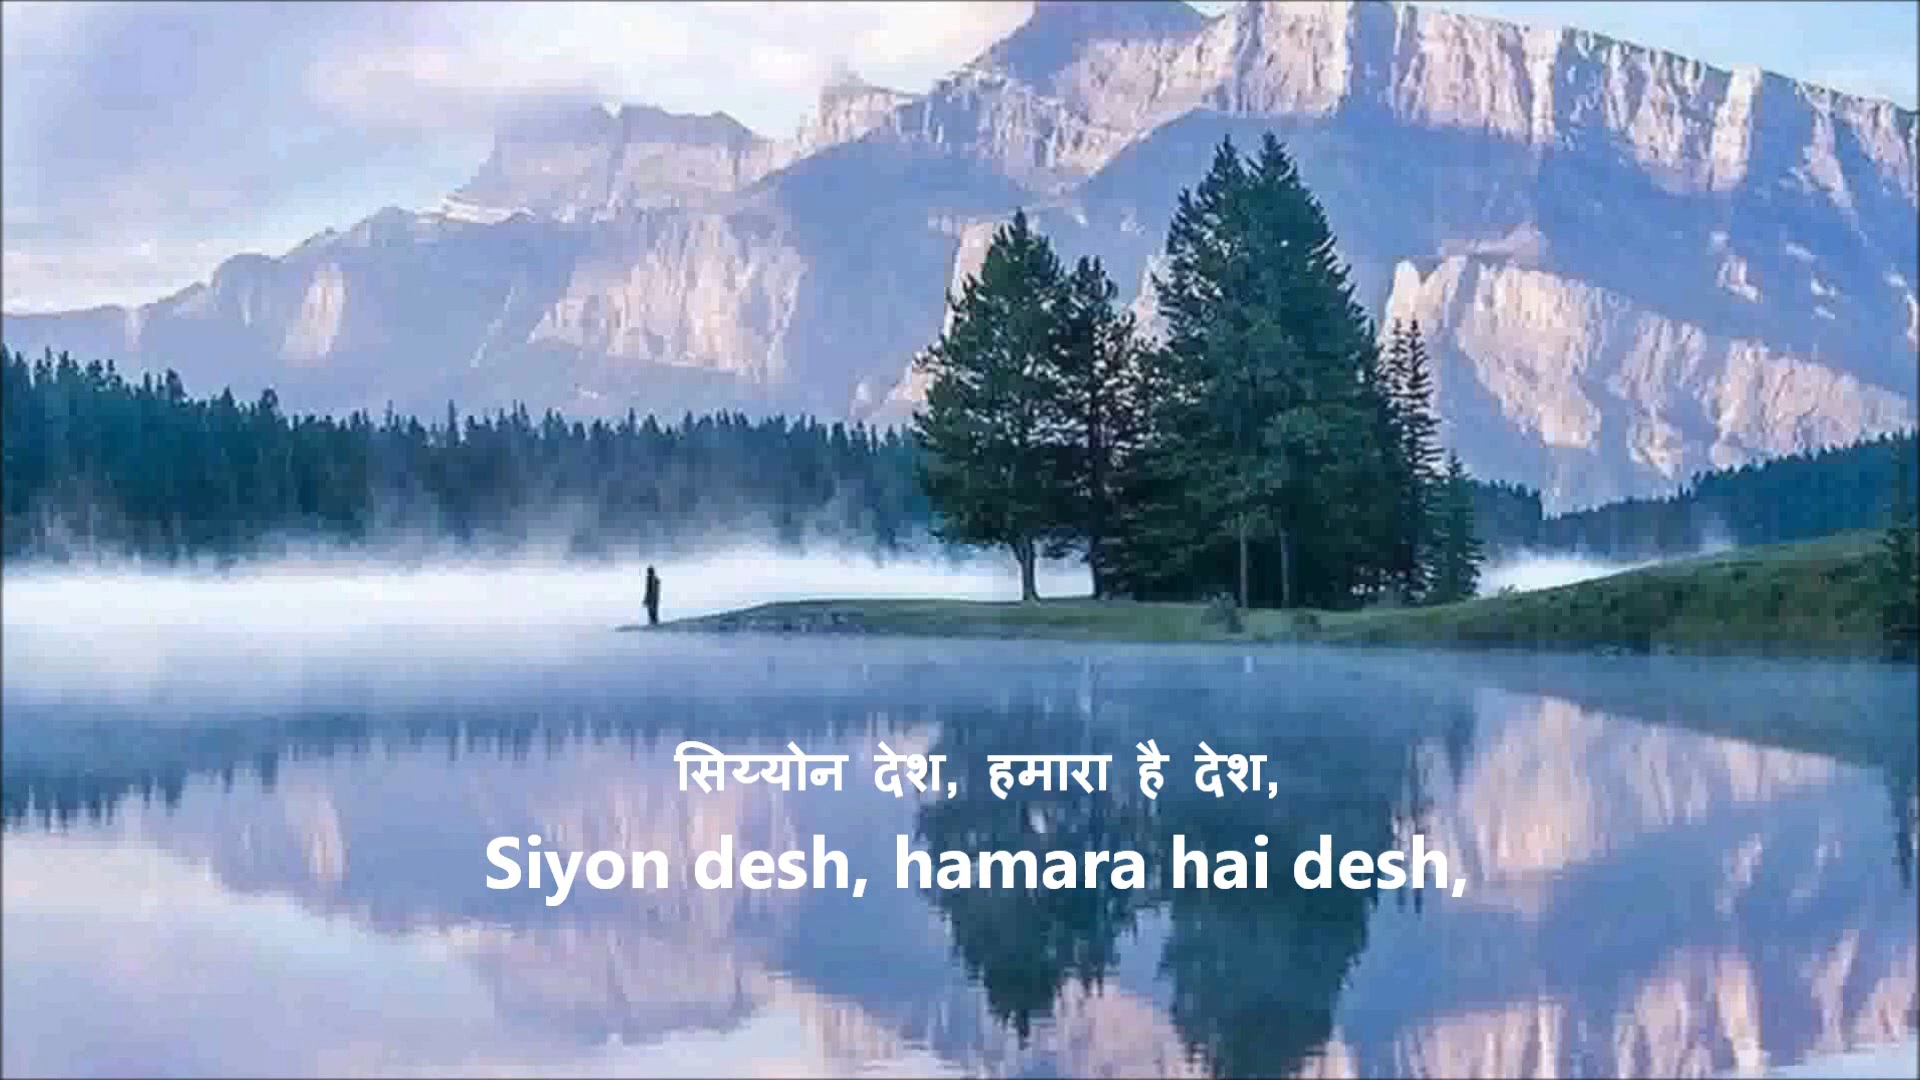 सिय्योन देश, हमारा है देश,
Siyon desh, hamara hai desh,